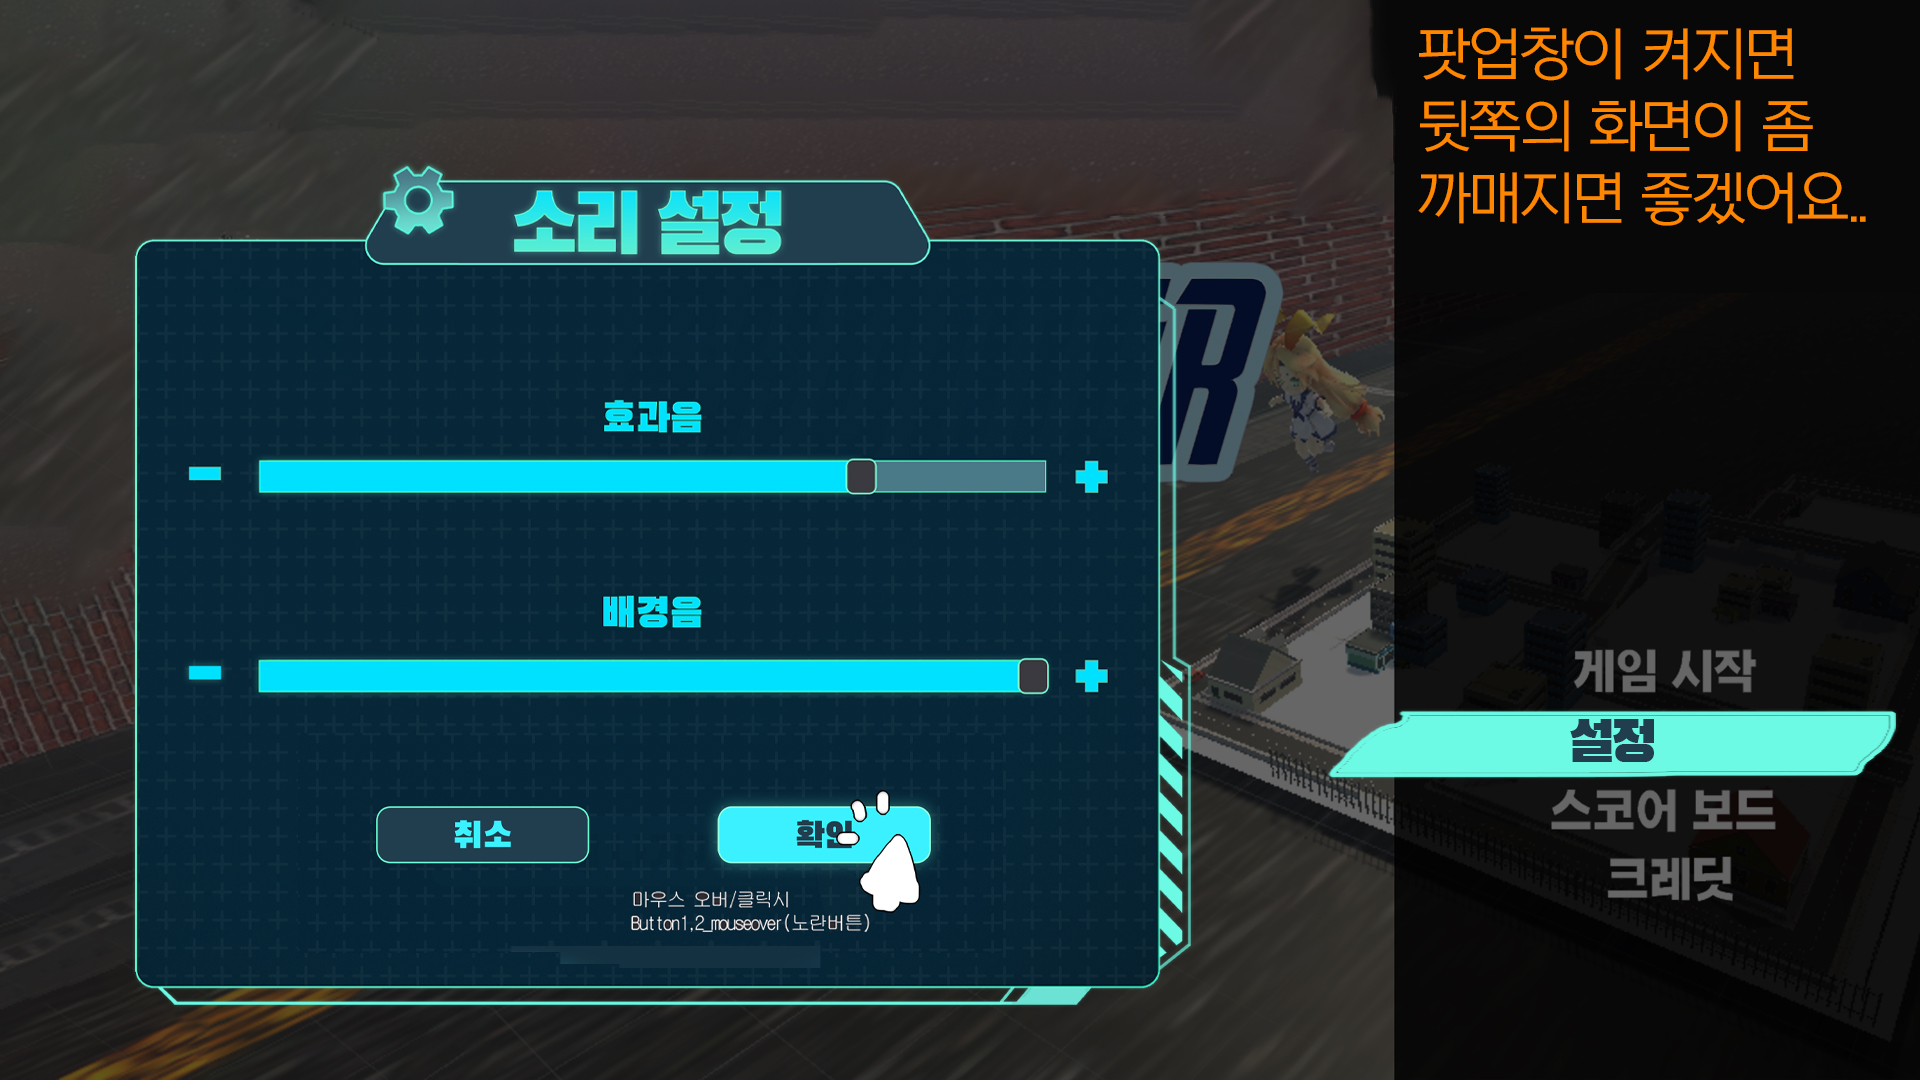 팟업창이 켜지면
뒷쪽의 화면이 좀
까매지면 좋겠어요..
소리 설정
R
효과음
- +
배경음
- +
취소
확인
마우스 오버/클릭시
Button1,2_mouseover(노란버튼)
게임 시작
설정
스코어 보드
크레딧